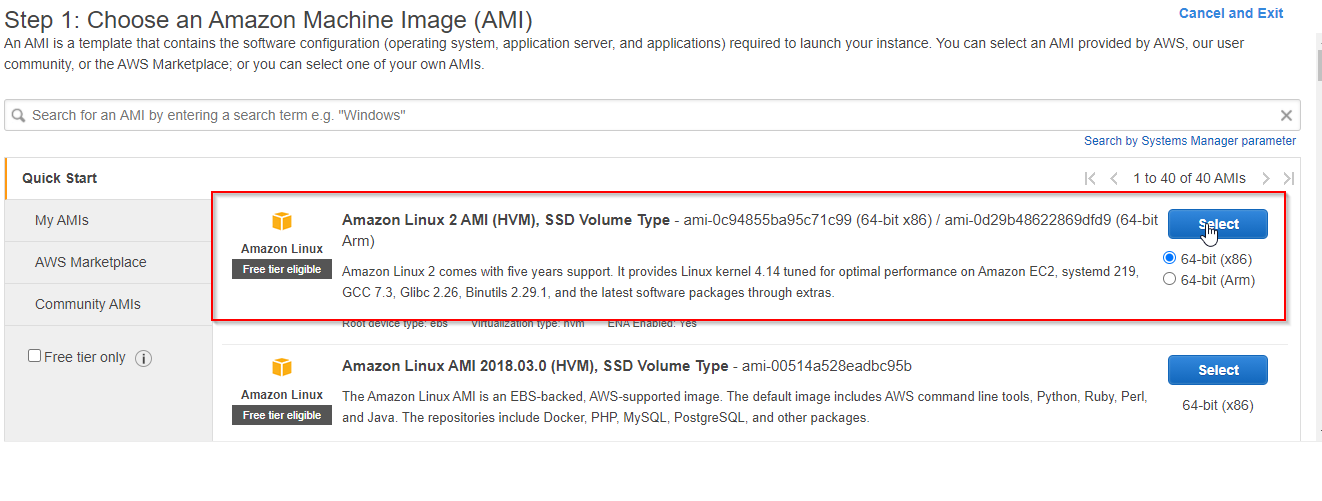 Step 1: Choose an Amazon Machine Image (AMI)
Cancel and Exit
An AMI is a template that contains the software configuration (operating system, application server, and applications) required to launch your instance. You can select an AMI provided by AWS, our user
community, or the AWS Marketplace; or you can select one of your own AMIs.
Search for an AMI by entering a search term e.g. "Windows"
Search by Systems Manager parameter
Quick Start
1 to 40 of 40 AMIs
My AMIs
AWS Marketplace
Community AMIs
Free tier only
Amazon Linux
Free tier eligible
Amazon Linux 2 AMI (HVM), SSD Volume Type - ami-0c94855ba95c71c99 (64-bit x86) / ami-0d29b48622869dfd9 (64-bit
Arm)
Amazon Linux 2 comes with five years support. It provides Linux kernel 4.14 tuned for optimal performance on Amazon EC2, systemd 219,
GCC 7.3, Glibc 2.26, Binutils 2.29.1, and the latest software packages through extras.
Root device type: ebs Virtualization type: hvm ENA Enabled: Yes
Select
64-bit (x86)
64-bit (Arm)
Amazon Linux
Free tier eligible
Amazon Linux AMI 2018.03.0 (HVM), SSD Volume Type - ami-00514a528eadbc95b
The Amazon Linux AMI is an EBS-backed, AWS-supported image. The default image includes AWS command line tools, Python, Ruby, Perl,
and Java. The repositories include Docker, PHP, MySQL, PostgreSQL, and other packages.
Select
64-bit (x86)